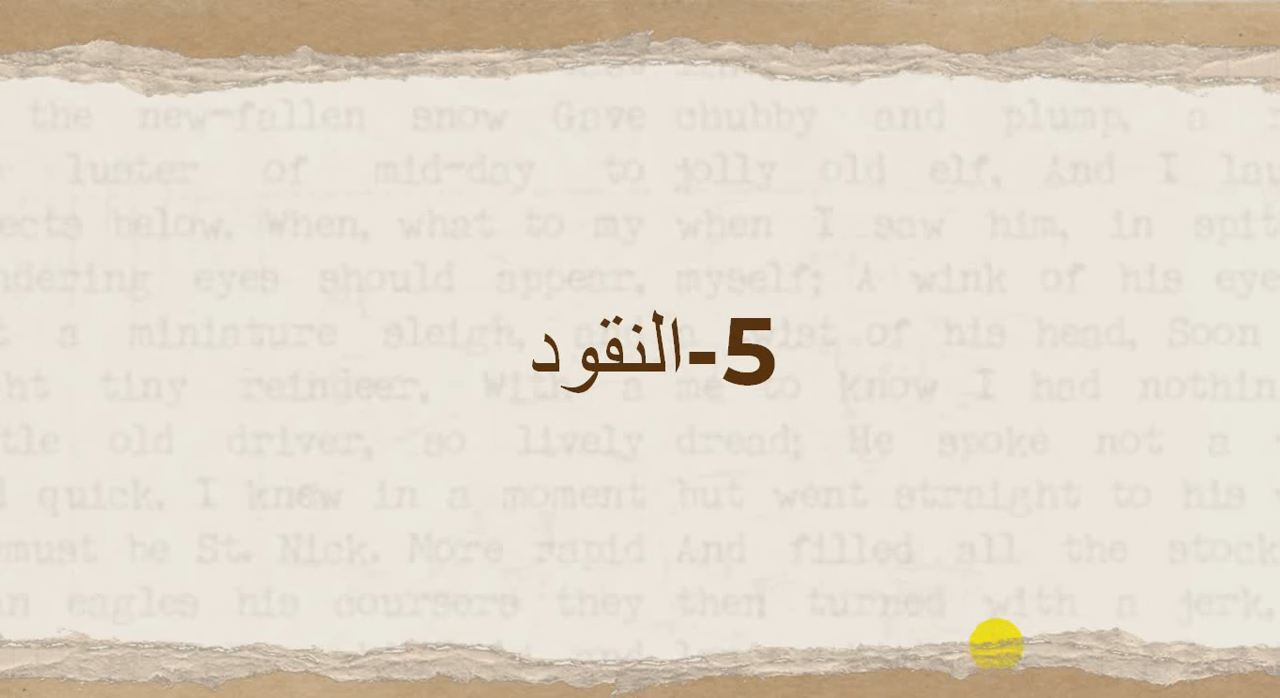 5-النقود
the new-fallen snow Gave
luster of mid-day to
below. When, what to my
eyes should appear,
a miniature sleigh,
tiny reindeer, With a
old driver, so lively
quick, I knew in a moment
must be St. Nick. More rapid
eagles his coursers they
chubby and plump, a
jolly old elf, And I
when I saw him, in
myself; A wink of his
of his head, Soon
me to know I had
dread; He spoke not a
but went straight to his
And filled all the
then turned with a jerk,